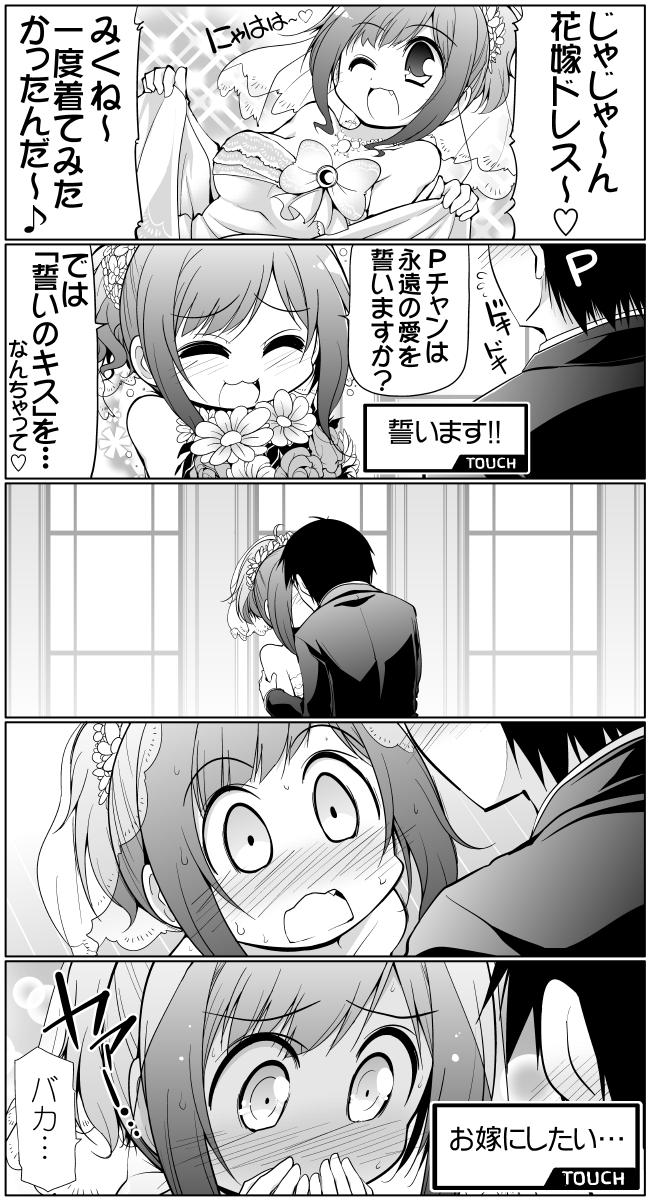 じゃじゃ〜ん
花嫁ドレス〜♡
にゃはは〜♡
みくね〜
一度着てみた
かったんだ〜♪
P
ドキ
ドキ
Pチャンは
永遠の愛を
誓いますか？
誓います!!
TOUCH
では
「誓いのキス」を…
なんちゃって♡
バカ…
お嫁にしたい…
TOUCH